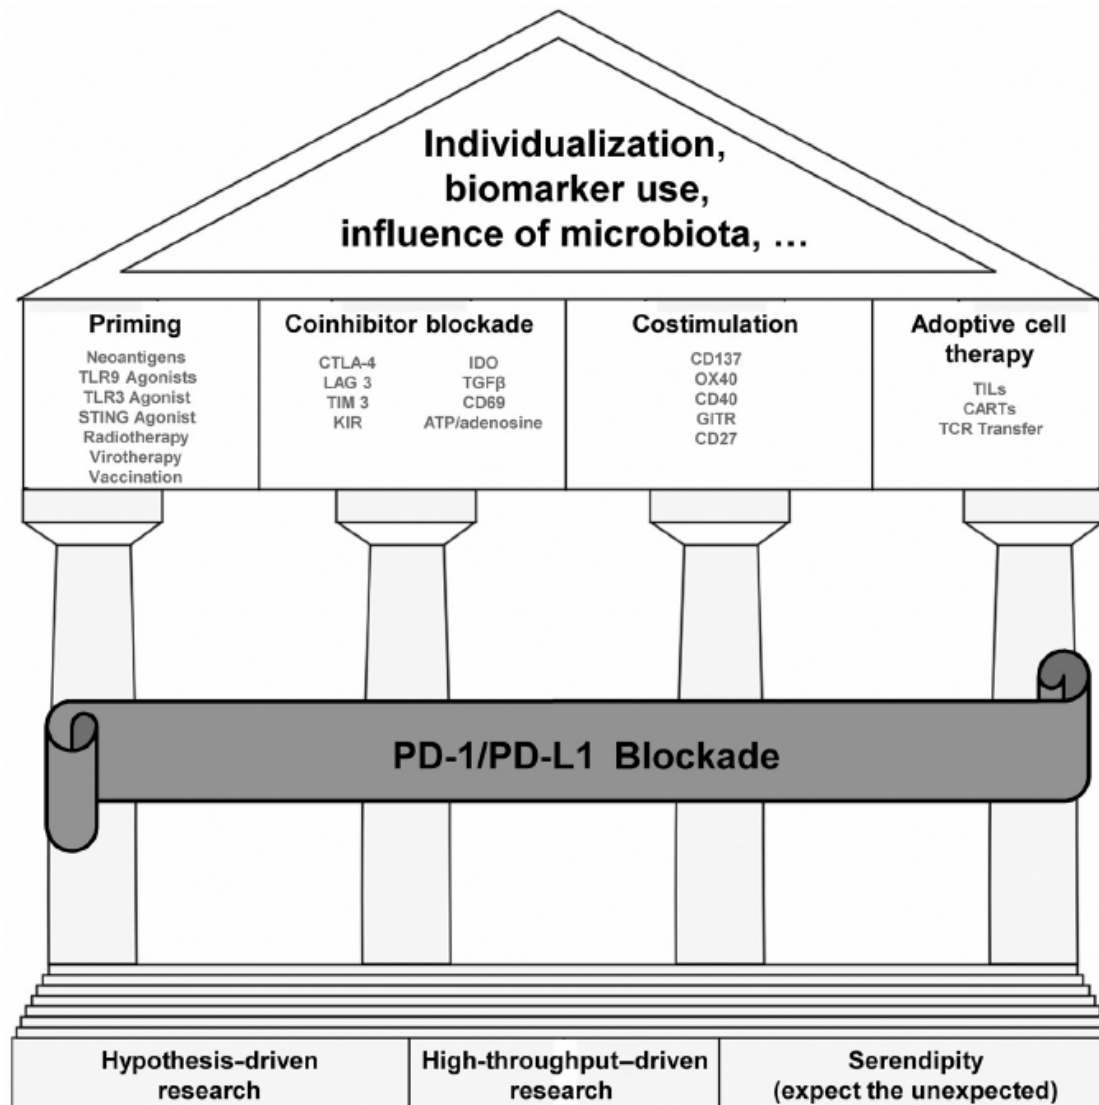 Individualization,
biomarker use,
influence of microbiota, ...
Priming
Neoantigens
TLR9 Agonists
TLR3 Agonist
STING Agonist
Radiotherapy
Virotherapy
Vaccination
Coinhibitor blockade
CTLA-4
LAG 3
TIM 3
KIR
IDO
TGFβ
CD69
ATP/adenosine
Costimulation
CD137
OX40
CD40
GITR
CD27
Adoptive cell
therapy
TILs
CARTs
TCR Transfer
PD-1/PD-L1 Blockade
Hypothesis-driven
research
High-throughput–driven
research
Serendipity
(expect the unexpected)